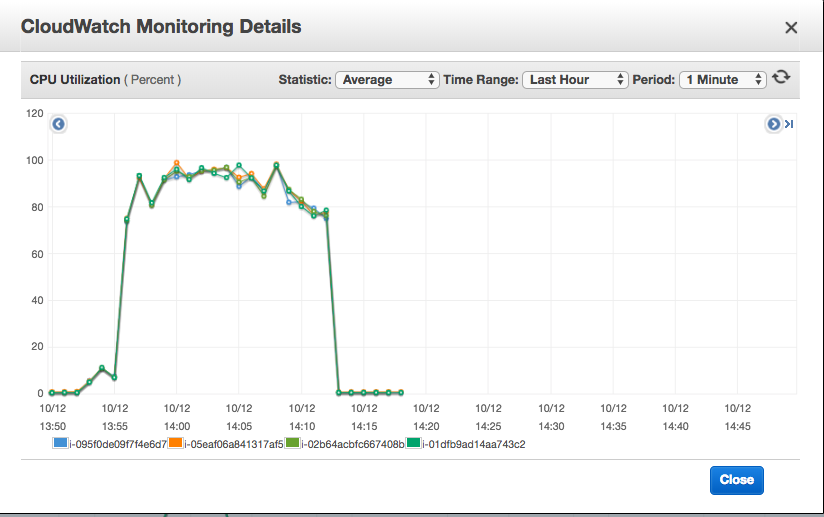 CloudWatch Monitoring Details
CPU Utilization ( Percent ) Statistic: Average Time Range: Last Hour Period: 1 Minute
120
100
80
60
40
20
0
10/12 10/12 10/12 10/12 10/12 10/12 10/12 10/12 10/12 10/12 10/12 10/12
13:50 13:55 14:00 14:05 14:10 14:15 14:20 14:25 14:30 14:35 14:40 14:45
i-095f0de09f7f4e6d7 i-05eaf06a841317af5 i-02b64acbfc667408b i-01dfb9ad14aa743c2
Close